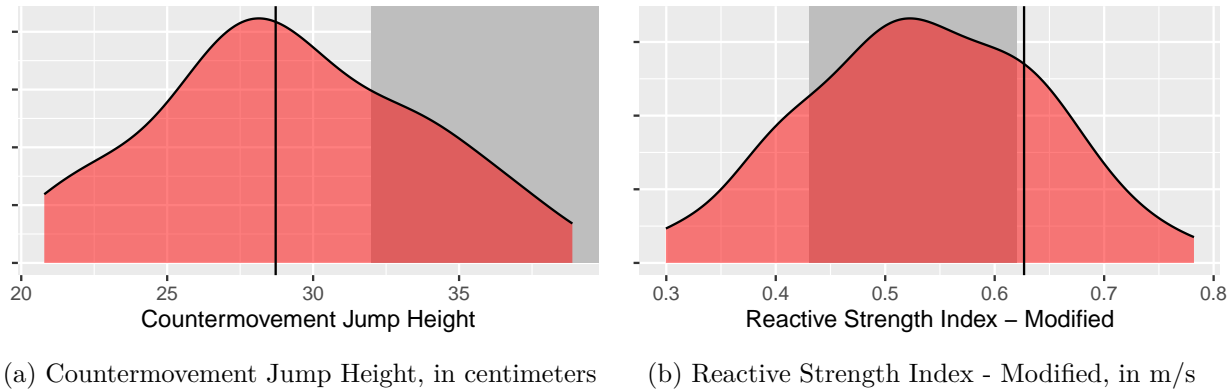 20 25 30 35
Countermovement Jump Height
0.3 0.4 0.5 0.6 0.7 0.8
Reactive Strength Index – Modified
(a) Countermovement Jump Height, in centimeters
(b) Reactive Strength Index - Modified, in m/s